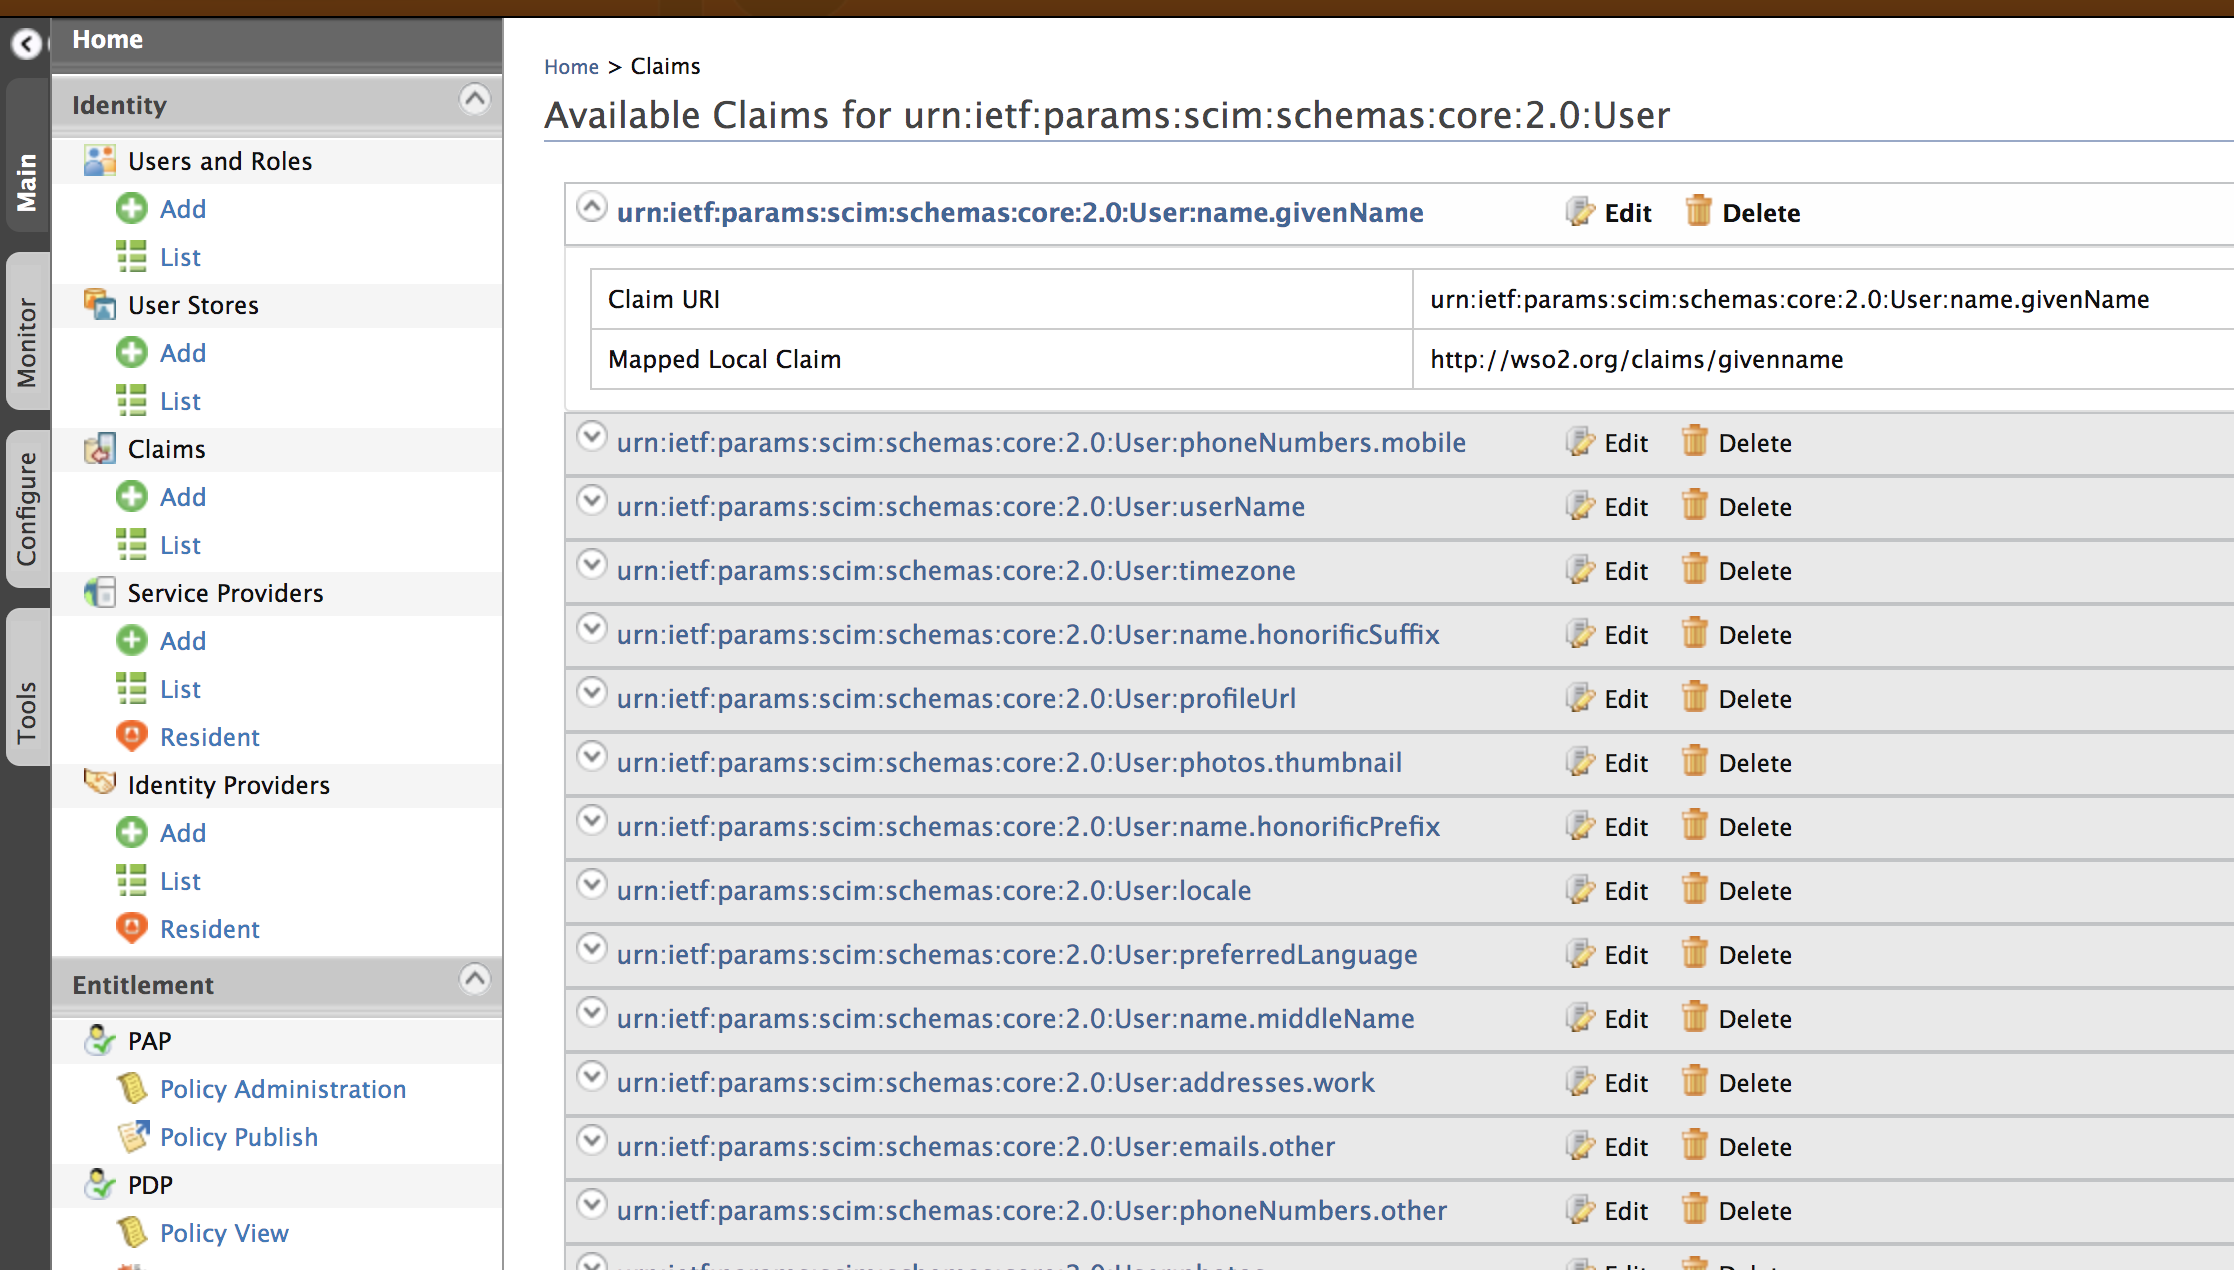 Home
Identity
Users and Roles
Add
List
User Stores
Add
List
Claims
Add
List
Service Providers
Add
List
Resident
Identity Providers
Add
List
Resident
Entitlement
PAP
Policy Administration
Policy Publish
PDP
Policy View
Main
Monitor
Configure
Tools
Home > Claims
Available Claims for urn:ietf:params:scim:schemas:core:2.0:User
urn:ietf:params:scim:schemas:core:2.0:User:name.givenName Edit Delete
Claim URI urn:ietf:params:scim:schemas:core:2.0:User:name.givenName
Mapped Local Claim http://wso2.org/claims/givenname
urn:ietf:params:scim:schemas:core:2.0:User:phoneNumbers.mobile Edit Delete
urn:ietf:params:scim:schemas:core:2.0:User:userName Edit Delete
urn:ietf:params:scim:schemas:core:2.0:User:timezone Edit Delete
urn:ietf:params:scim:schemas:core:2.0:User:name.honorificSuffix Edit Delete
urn:ietf:params:scim:schemas:core:2.0:User:profileUrl Edit Delete
urn:ietf:params:scim:schemas:core:2.0:User:photos.thumbnail Edit Delete
urn:ietf:params:scim:schemas:core:2.0:User:name.honorificPrefix Edit Delete
urn:ietf:params:scim:schemas:core:2.0:User:locale Edit Delete
urn:ietf:params:scim:schemas:core:2.0:User:preferredLanguage Edit Delete
urn:ietf:params:scim:schemas:core:2.0:User:name.middleName Edit Delete
urn:ietf:params:scim:schemas:core:2.0:User:addresses.work Edit Delete
urn:ietf:params:scim:schemas:core:2.0:User:emails.other Edit Delete
urn:ietf:params:scim:schemas:core:2.0:User:phoneNumbers.other Edit Delete